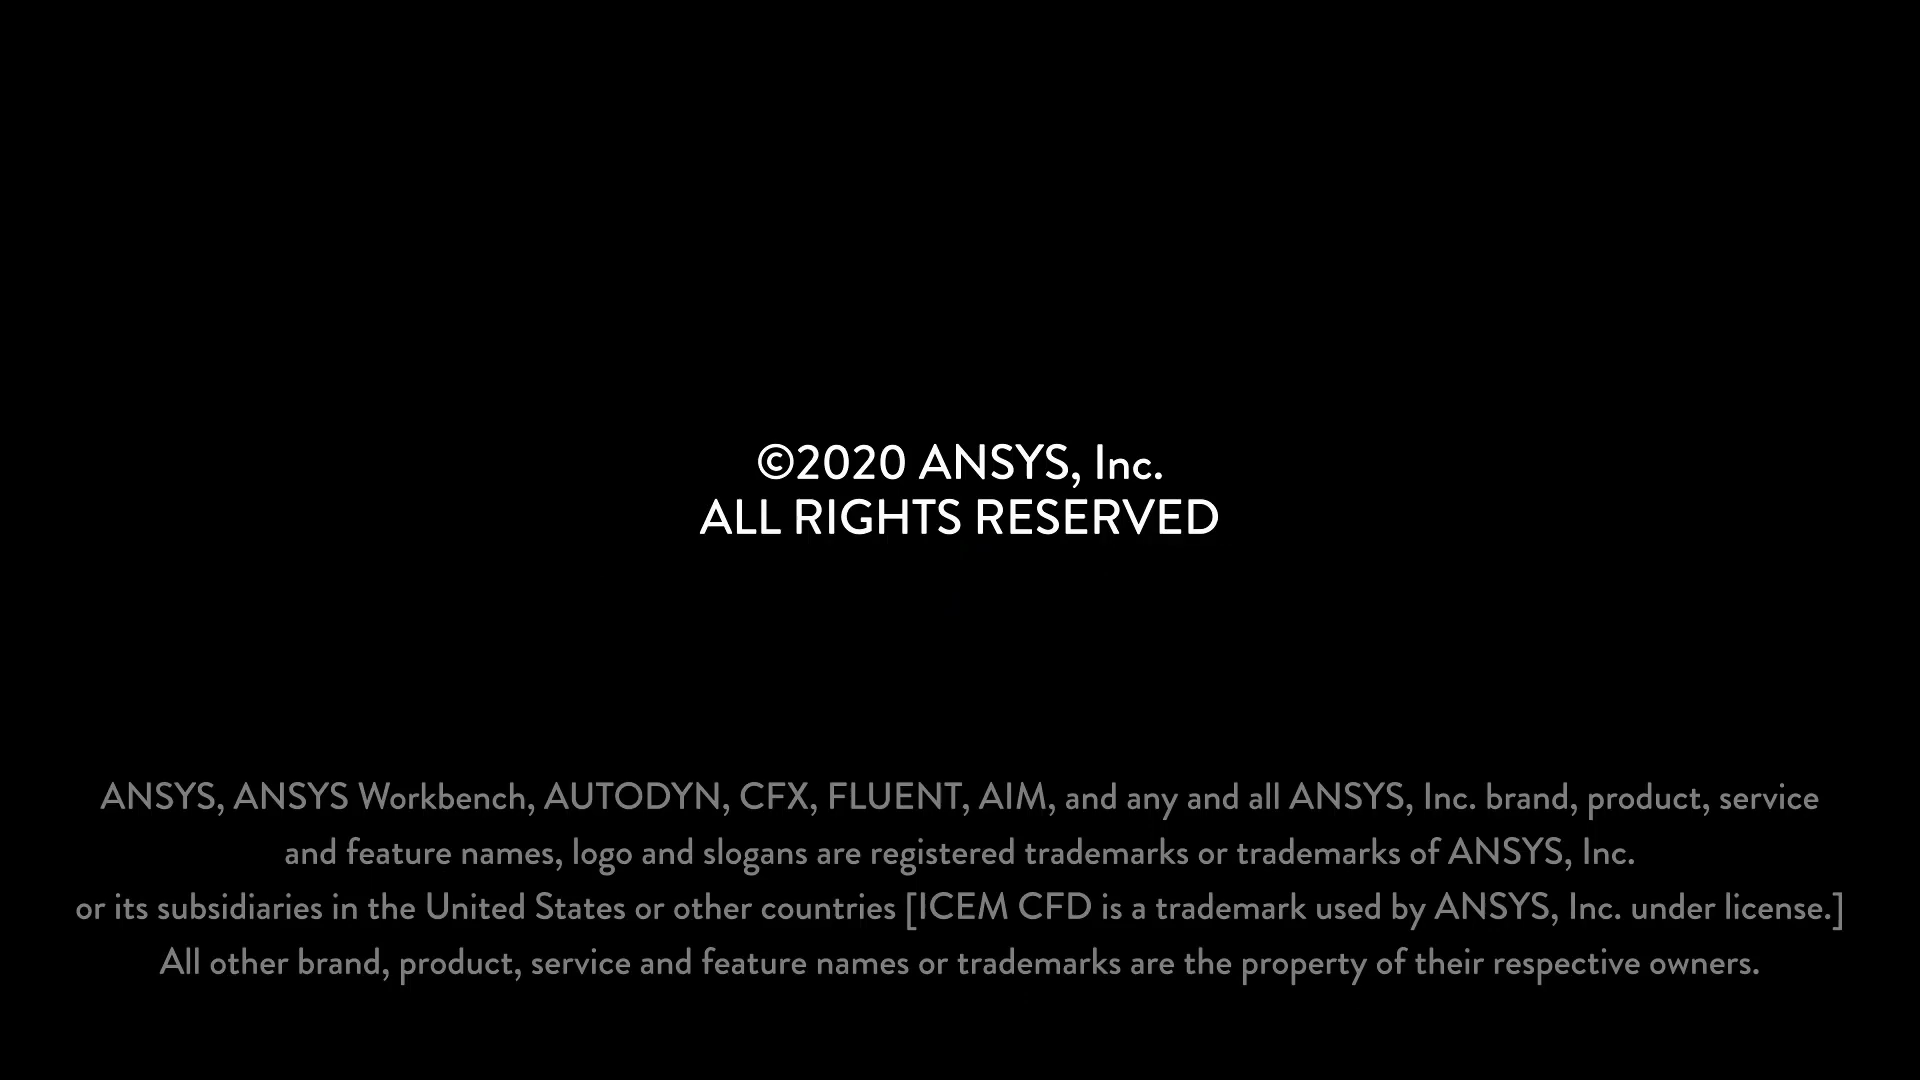 ©2020 ANSYS, Inc.
ALL RIGHTS RESERVED
ANSYS, ANSYS Workbench, AUTODYN, CFX, FLUENT, AIM, and any and all ANSYS, Inc. brand, product, service
and feature names, logo and slogans are registered trademarks or trademarks of ANSYS, Inc.
or its subsidiaries in the United States or other countries [ICEM CFD is a trademark used by ANSYS, Inc. under license.]
All other brand, product, service and feature names or trademarks are the property of their respective owners.